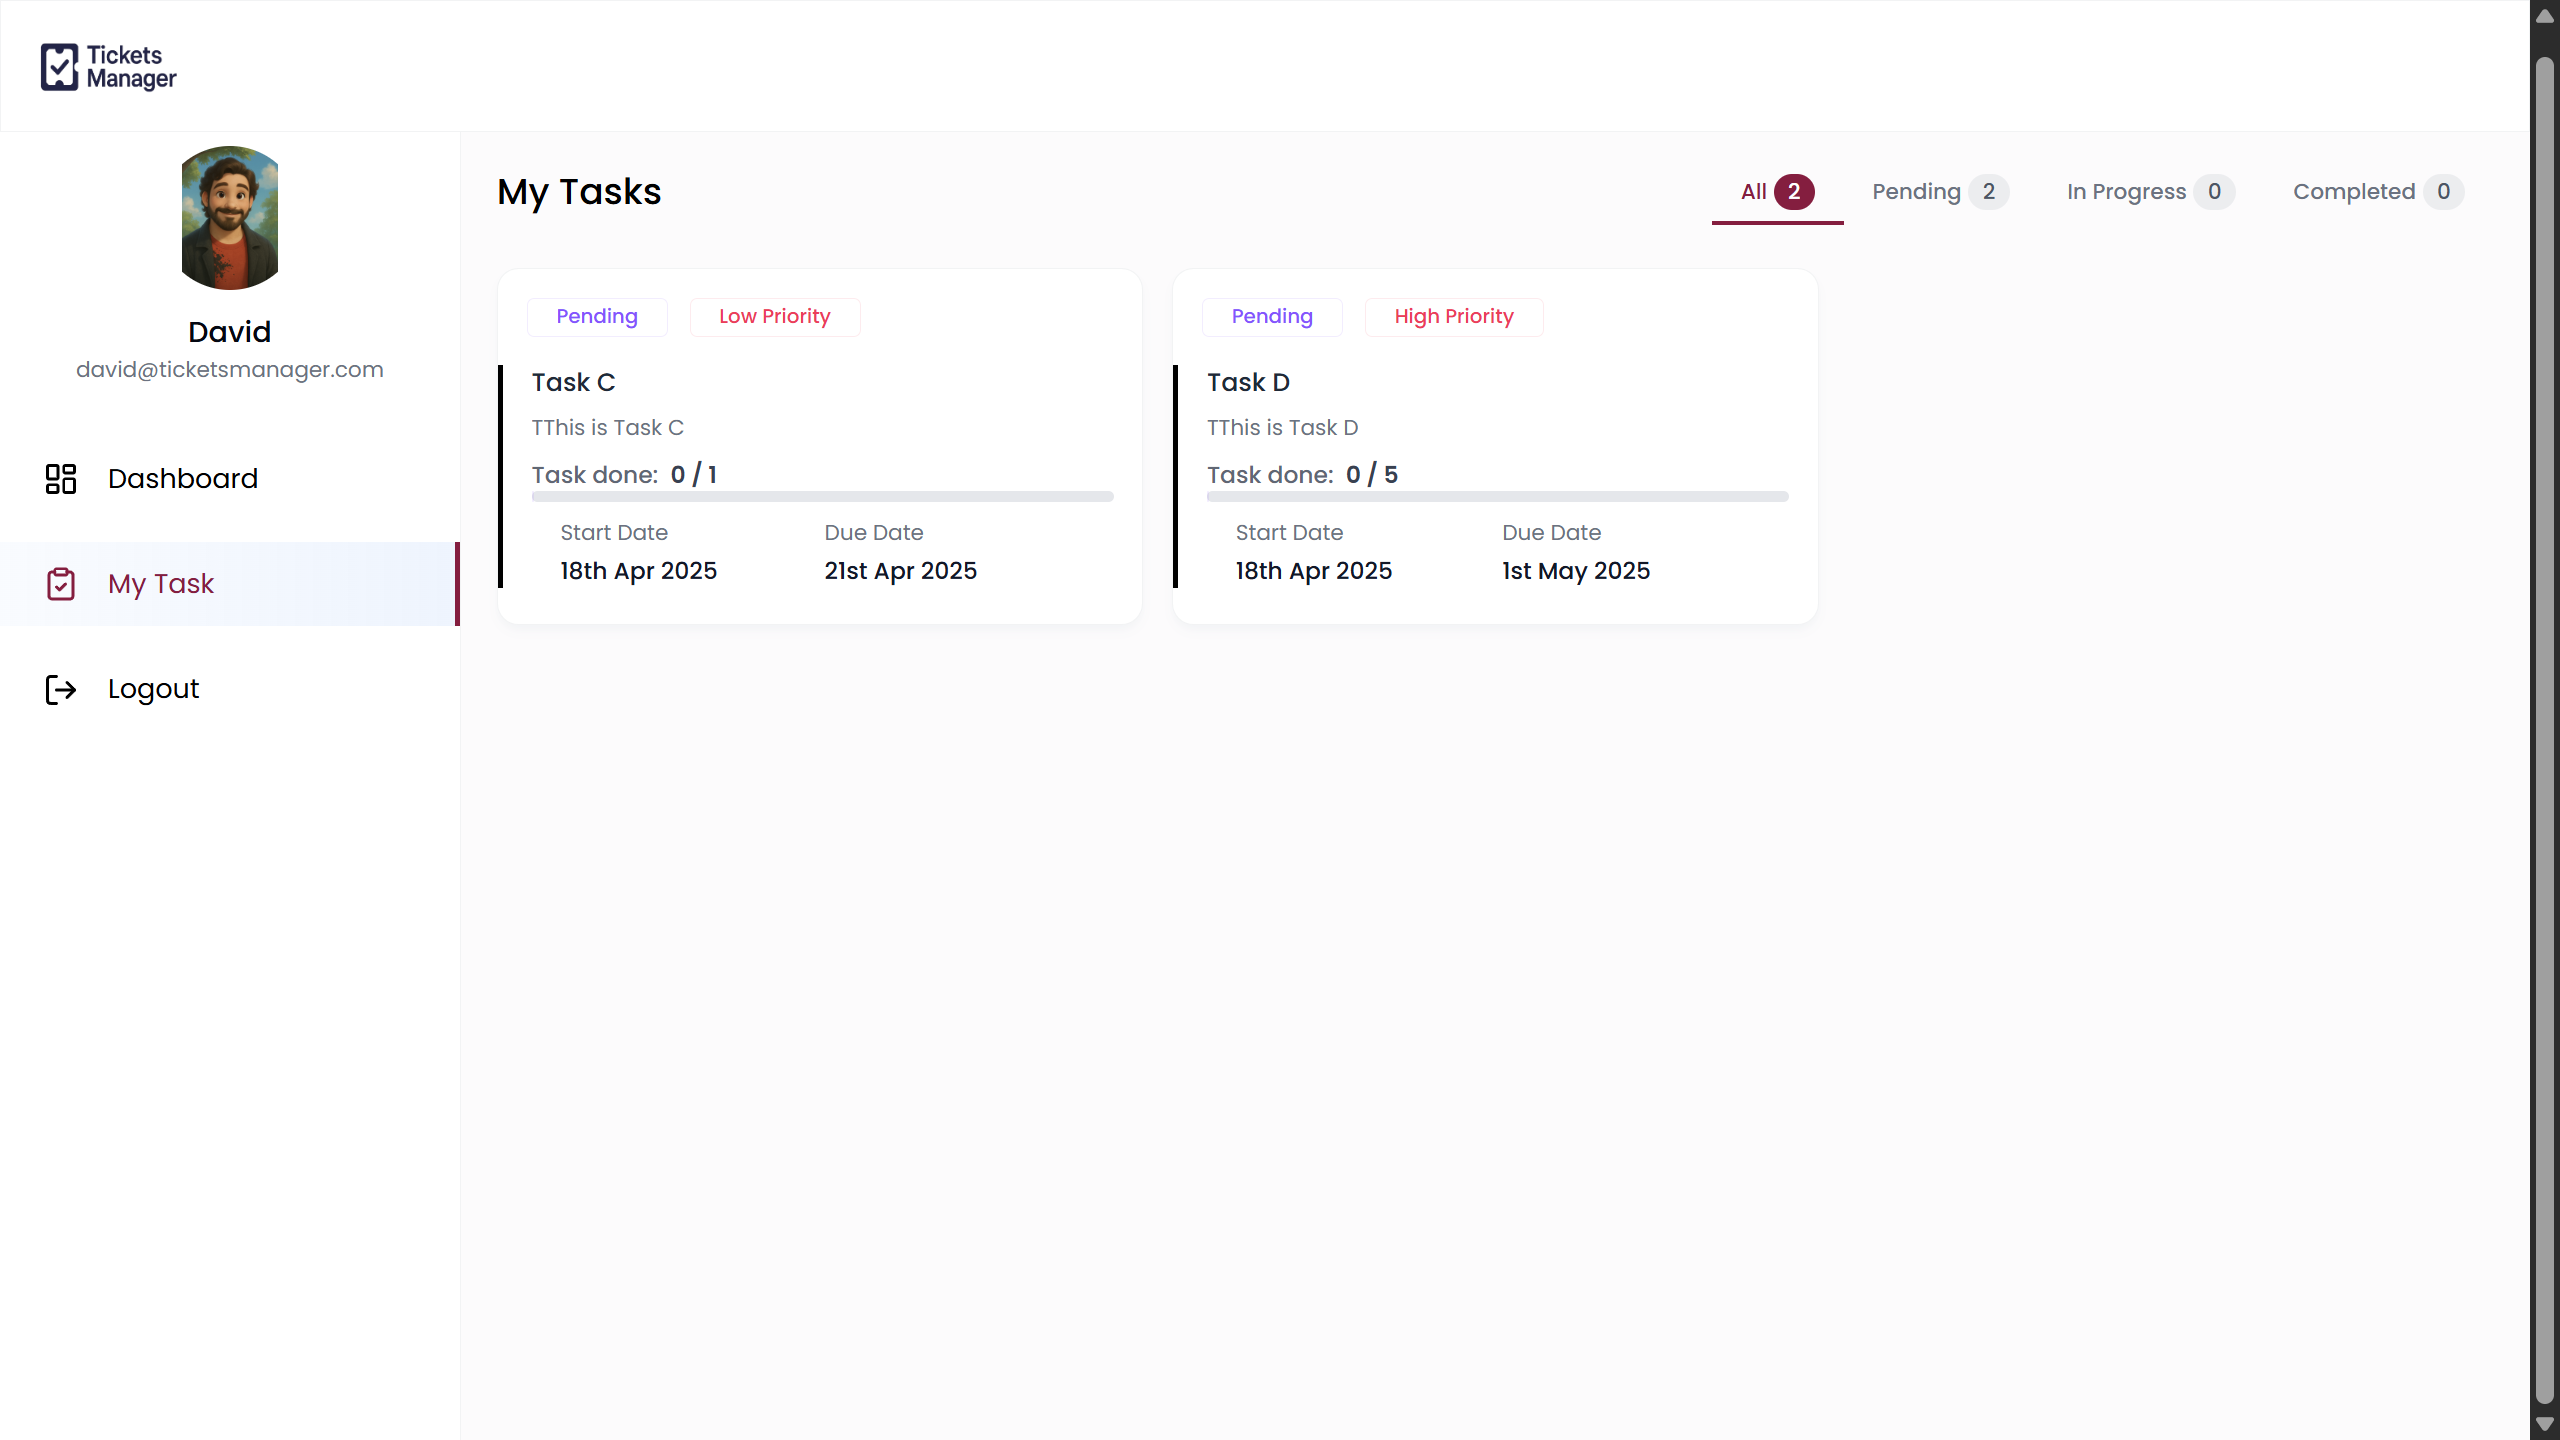 Tickets
Manager
David
david@ticketsmanager.com
Dashboard
My Task
Logout
My Tasks
All 2 Pending 2 In Progress 0 Completed 0
Pending Low Priority
Task C
TThis is Task C
Task done: 0 / 1
Start Date Due Date
18th Apr 2025 21st Apr 2025
Pending High Priority
Task D
TThis is Task D
Task done: 0 / 5
Start Date Due Date
18th Apr 2025 1st May 2025